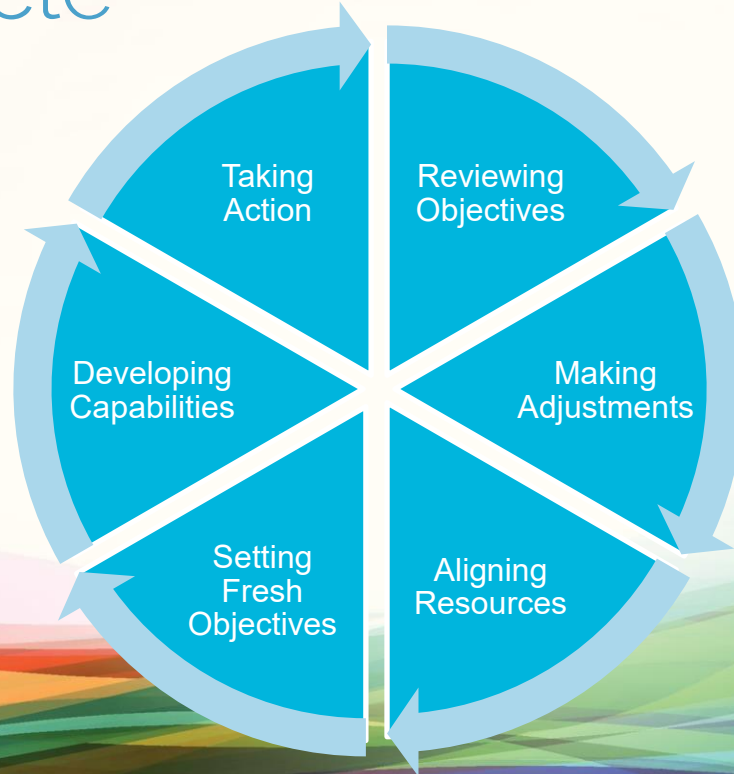 Taking
Action
Reviewing
Objectives
Developing
Capabilities
Making
Adjustments
Setting
Fresh
Objectives
Aligning
Resources